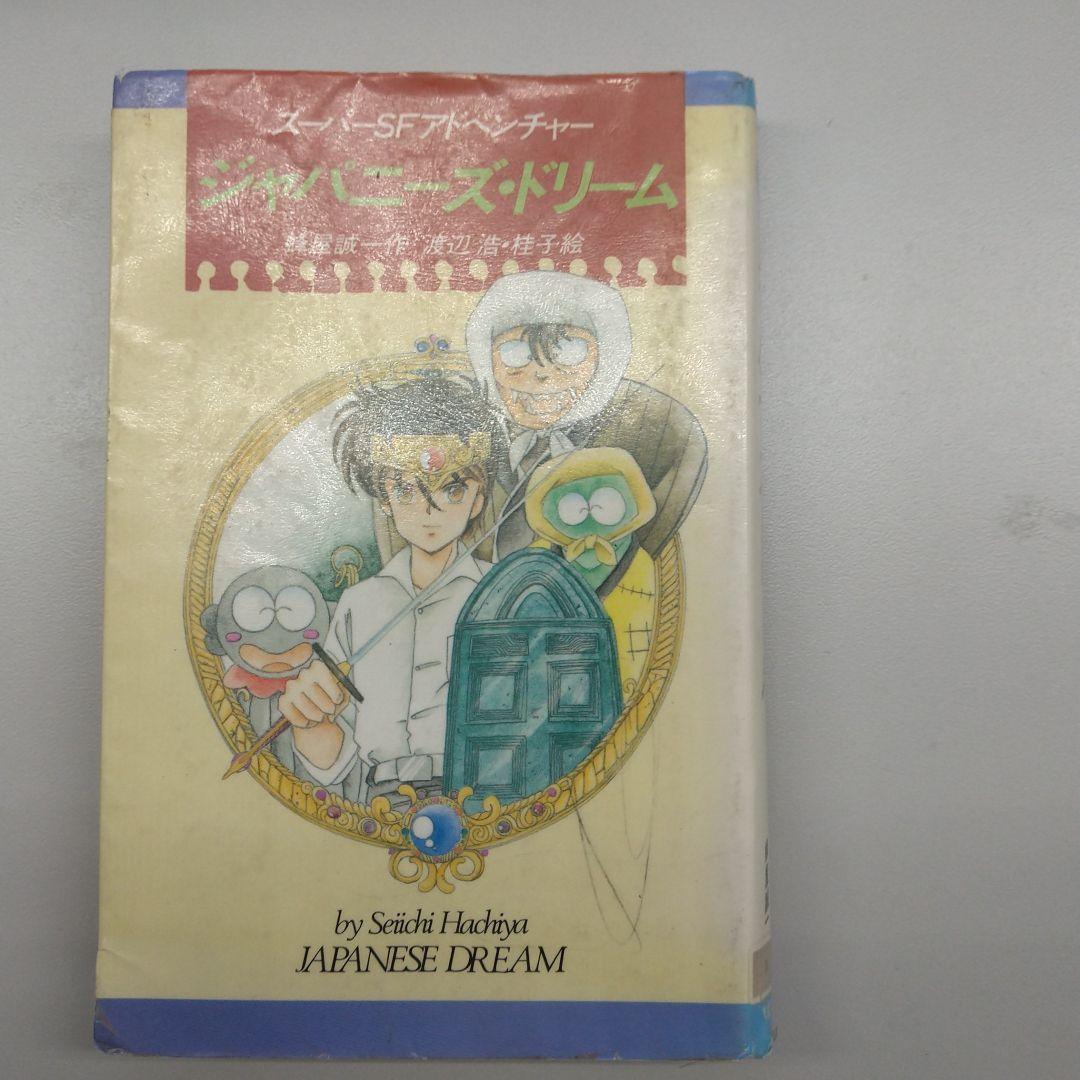 スーパーSFアドベンチャー
ジャパニーズ・ドリーム
蜂屋誠一作 渡辺 浩・桂子絵
by Seiichi Hachiya
JAPANESE DREAM